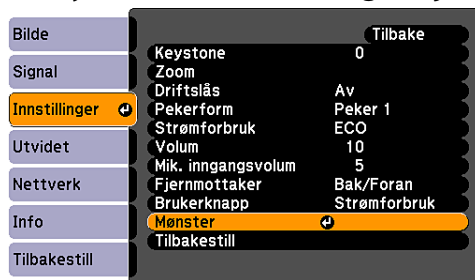 Bilde
Signal
Innstillinger
Utvidet
Nettverk
Info
Tilbakestill
Tilbake
Keystone 0
Zoom
Driftslås Av
Pekerform Peker 1
Strømforbruk ECO
Volum 10
Mik. inngangsvolum 5
Fjernmottaker Bak/Foran
Brukerknapp Strømforbruk
Mønster
Tilbakestill